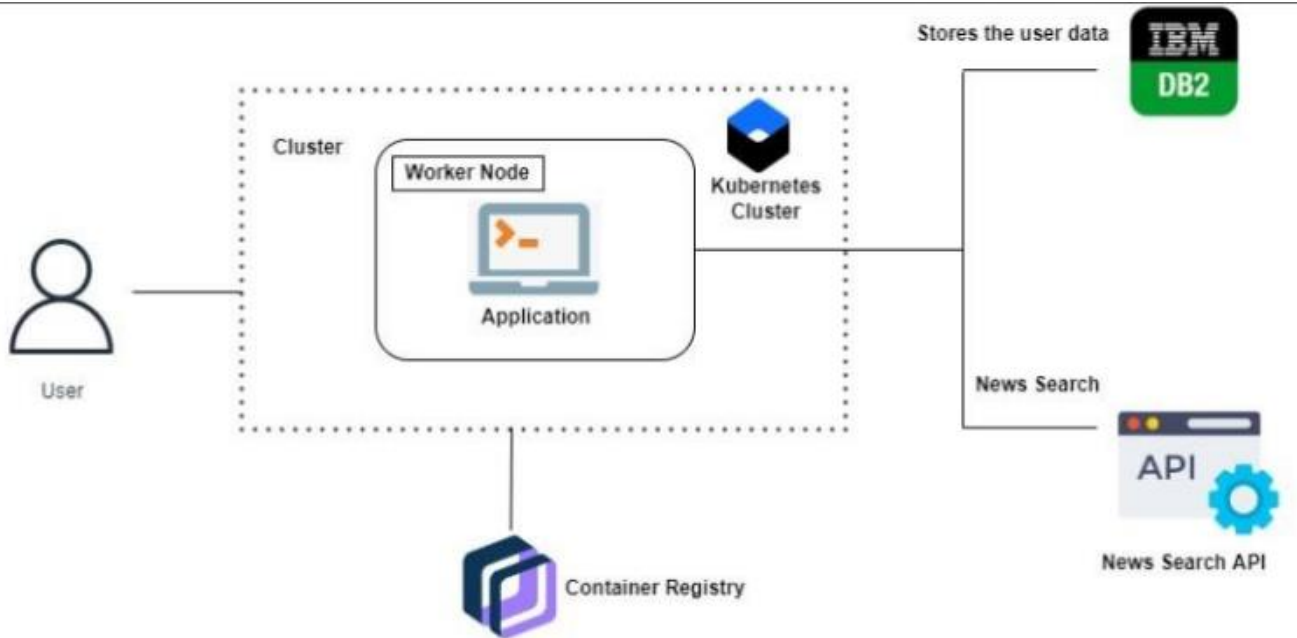 Stores the user data
IBM
DB2
Cluster
Worker Node
Kubernetes
Cluster
Application
User
News Search
API
News Search API
Container Registry